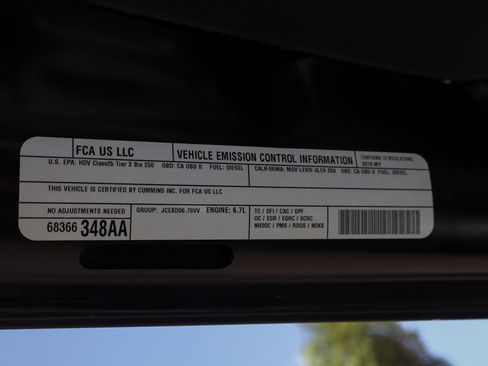 FCA US LLC
VEHICLE EMISSION CONTROL INFORMATION
CONFORMS TO REGULATIONS
2018 MY
U.S. EPA: HDV Class2b Tier 3 Bin 250 OBD: CA OBD II FUEL: DIESEL
CALIFORNIA: MDV LEVIII ULEV 250 OBD: CA OBD II FUEL: DIESEL
THIS VEHICLE IS CERTIFIED BY CUMMINS INC. FOR FCA US LLC
NO ADJUSTMENTS NEEDED
68366 348AA
GROUP: JCEXD06.78VV ENGINE: 6.7L
TC / DFI / CAC / DPF
OC / EGR / EGRC / SCRC
NH3OC / PMS / RDQS / NOXS